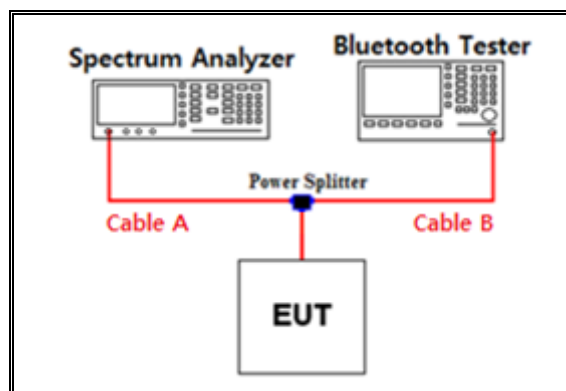 Spectrum Analyzer
Bluetooth Tester
Power Splitter
Cable A
Cable B
EUT